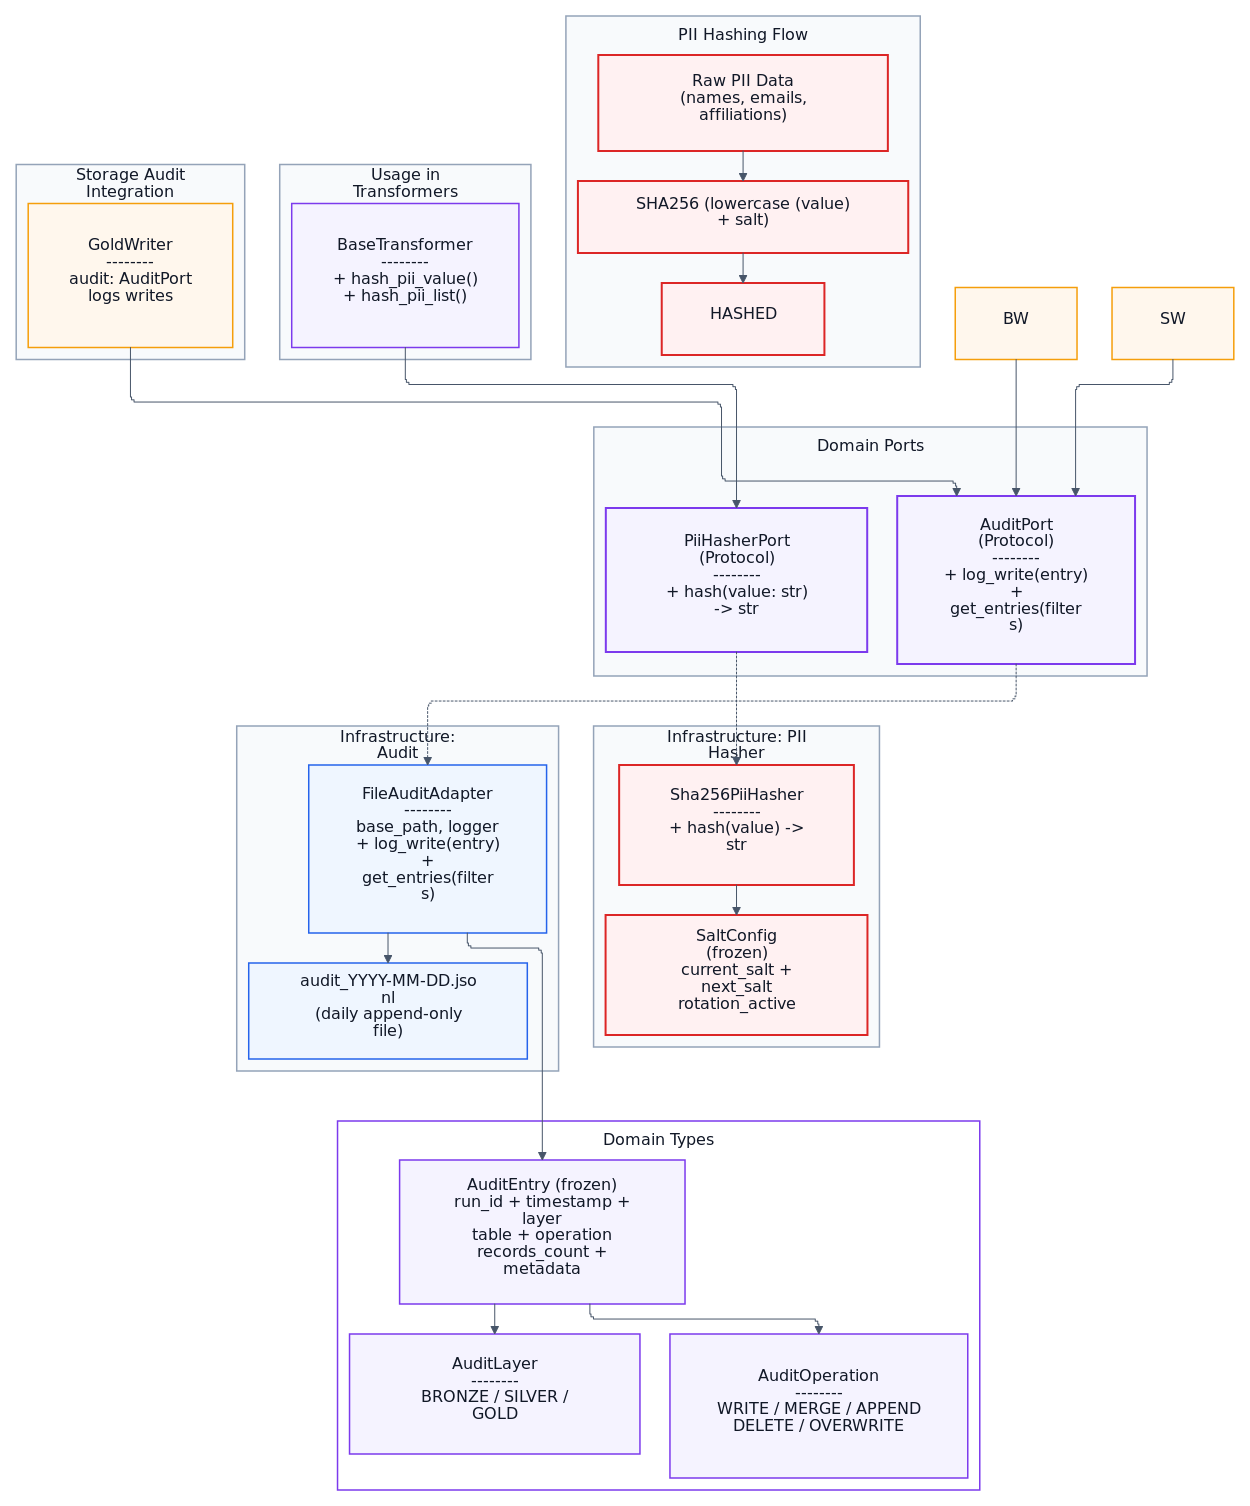 PII Hashing Flow
Raw PII Data
(names, emails,
affiliations)
SHA256 (lowercase (value)
+ salt)
HASHED
Storage Audit
Integration
GoldWriter
--------
audit: AuditPort
logs writes
Usage in
Transformers
BaseTransformer
--------
+ hash_pii_value()
+ hash_pii_list()
BW
SW
Domain Ports
PiiHasherPort
(Protocol)
--------
+ hash(value: str)
-> str
AuditPort
(Protocol)
--------
+ log_write(entry)
+
get_entries(filter
s)
Infrastructure:
Audit
FileAuditAdapter
--------
base_path, logger
+ log_write(entry)
+
get_entries(filter
s)
audit_YYYY-MM-DD.jso
nl
(daily append-only
file)
Infrastructure: PII
Hasher
Sha256PiiHasher
--------
+ hash(value) ->
str
SaltConfig
(frozen)
current_salt +
next_salt
rotation_active
Domain Types
AuditEntry (frozen)
run_id + timestamp +
layer
table + operation
records_count +
metadata
AuditLayer
--------
BRONZE / SILVER /
GOLD
AuditOperation
--------
WRITE / MERGE / APPEND
DELETE / OVERWRITE